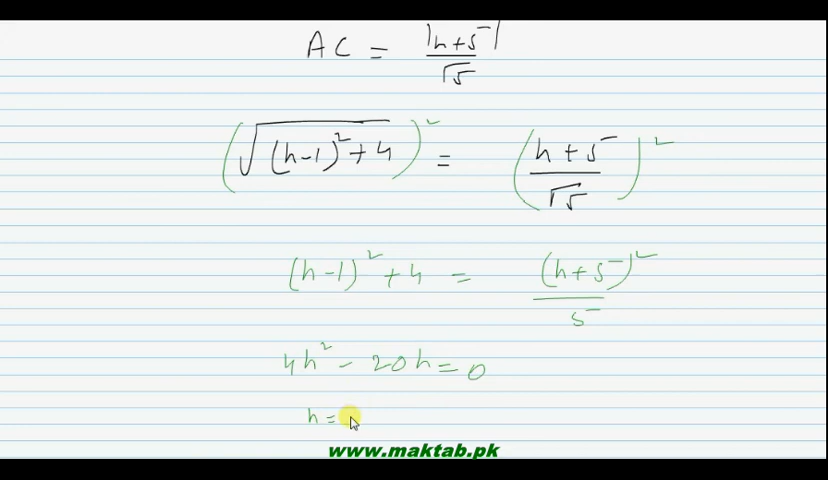 AC = |h+5|/√5
(√(h-1)²+4)² = (h+5/√5)²
(h-1)²+4 = (h+5)²/5
4h² - 20h = 0
h =
www.maktab.pk